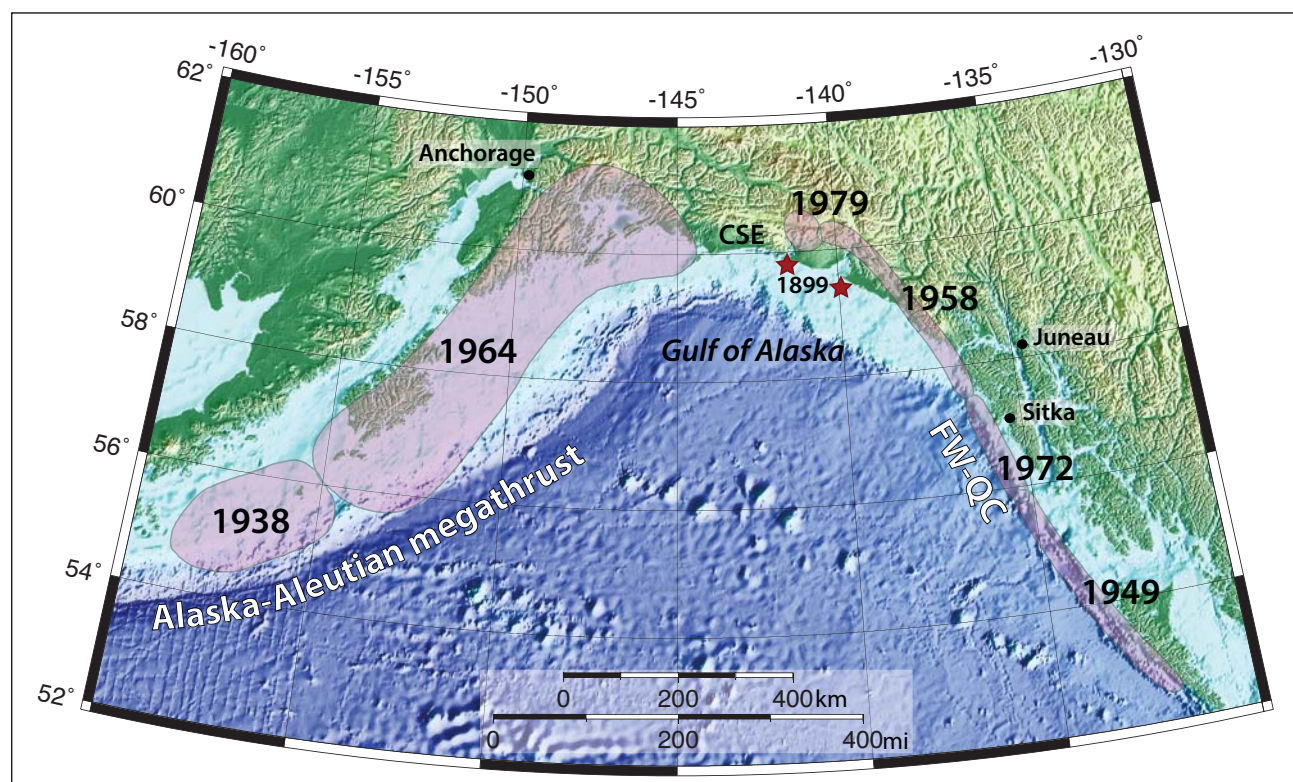 -160°
-155°
-150°
-145°
-140°
-135°
-130°
62°
60°
58°
56°
54°
52°
Anchorage
1979
CSE
1899
1958
1964
Gulf of Alaska
Juneau
Sitka
FW-QC
1972
1938
Alaska-Aleutian megathrust
1949
0 200 400km
0 200 400mi